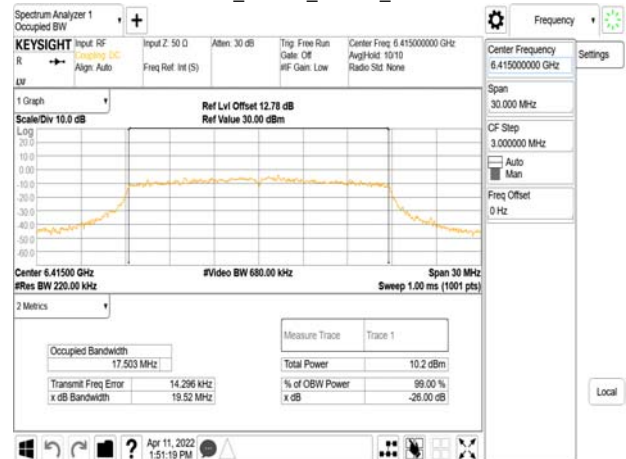 Spectrum Analyzer 1
Occupied BW
Frequency
KEYSIGHT
Input: RF
Coupling: DC
Align: Auto
Input Z: 50 Ω
Freq Ref: Int (S)
Atten: 30 dB
Trig: Free Run
Gate: Off
#IF Gain: Low
Center Freq: 6.415000000 GHz
Avg|Hold: 10/10
Radio Std: None
R
LVI
Center Frequency
6.415000000 GHz
Settings
Span
30.000 MHz
CF Step
3.000000 MHz
Auto
Man
Freq Offset
0 Hz
1 Graph
Ref Lvl Offset 12.78 dB
Scale/Div 10.0 dB
Ref Value 30.00 dBm
Log
20.0
10.0
0.00
-10.0
-20.0
-30.0
-40.0
-50.0
-60.0
Center 6.41500 GHz
#Video BW 680.00 kHz
Span 30 MHz
#Res BW 220.00 kHz
Sweep 1.00 ms (1001 pts)
2 Metrics
Measure Trace
Trace 1
Occupied Bandwidth
17.503 MHz
Total Power
10.2 dBm
Transmit Freq Error
14.296 kHz
% of OBW Power
99.00 %
x dB Bandwidth
19.52 MHz
x dB
-26.00 dB
Local
?
Apr 11, 2022
1:51:19 PM